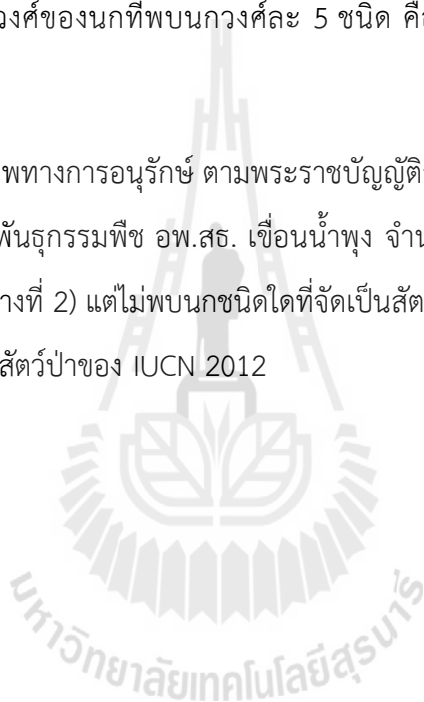 วงศ์ของนกที่พบนกวงศ์ละ 5 ชนิด คือ
พทางการอนุรักษ์ ตามพระราชบัญญัติ
พันธุกรรมพืช อพ.สธ. เขื่อนน้ำพุง จำน
างที่ 2) แต่ไม่พบนกชนิดใดที่จัดเป็นสัต
สัตว์ป่าของ IUCN 2012
มหาวิทยาลัยเทคโนโลยีสุรนารี